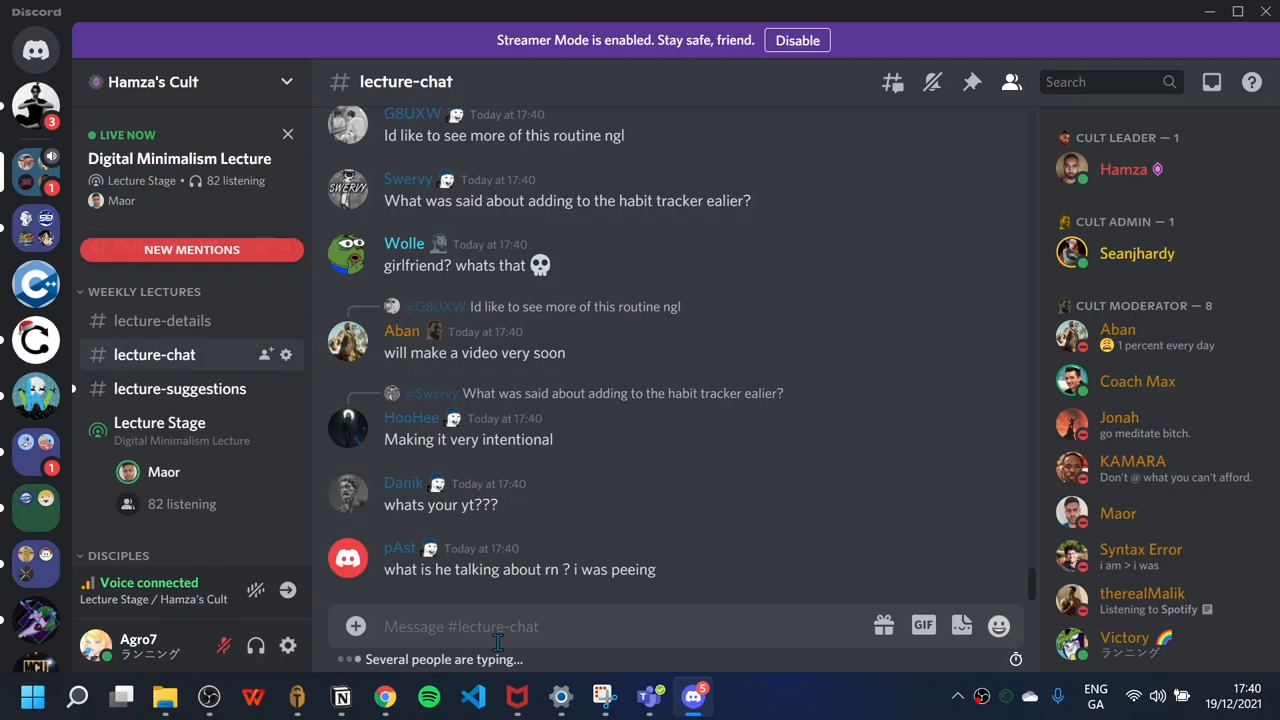 Discord
Streamer Mode is enabled. Stay safe, friend.
Disable
3
1
1
Hamza's Cult
LIVE NOW
Digital Minimalism Lecture
Lecture Stage • 82 listening
Maor
NEW MENTIONS
WEEKLY LECTURES
lecture-details
lecture-chat
lecture-suggestions
Lecture Stage
Digital Minimalism Lecture
Maor
82 listening
DISCIPLES
Voice connected
Lecture Stage / Hamza's Cult
Agro7
ランニング
MCU
# lecture-chat
Search
G8UXW Today at 17:40
Id like to see more of this routine ngl
SWERVY
Swervy Today at 17:40
What was said about adding to the habit tracker ealier?
Wolle Today at 17:40
girlfriend? whats that 💀
@G8UXW Id like to see more of this routine ngl
Aban Today at 17:40
will make a video very soon
@Swervy What was said about adding to the habit tracker ealier?
HooHee Today at 17:40
Making it very intentional
Danik Today at 17:40
whats your yt???
pAst Today at 17:40
what is he talking about rn ? i was peeing
Message #lecture-chat
GIF
Several people are typing...
CULT LEADER — 1
Hamza
CULT ADMIN — 1
Seanjhardy
CULT MODERATOR — 8
Aban
😩 1 percent every day
Coach Max
Jonah
go meditate bitch.
KAMARA
Don't @ what you can't afford.
Maor
Syntax Error
i am > i was
therealMalik
Listening to Spotify
Victory 🌈
ランニング
5
ENG
GA
17:40
19/12/2021